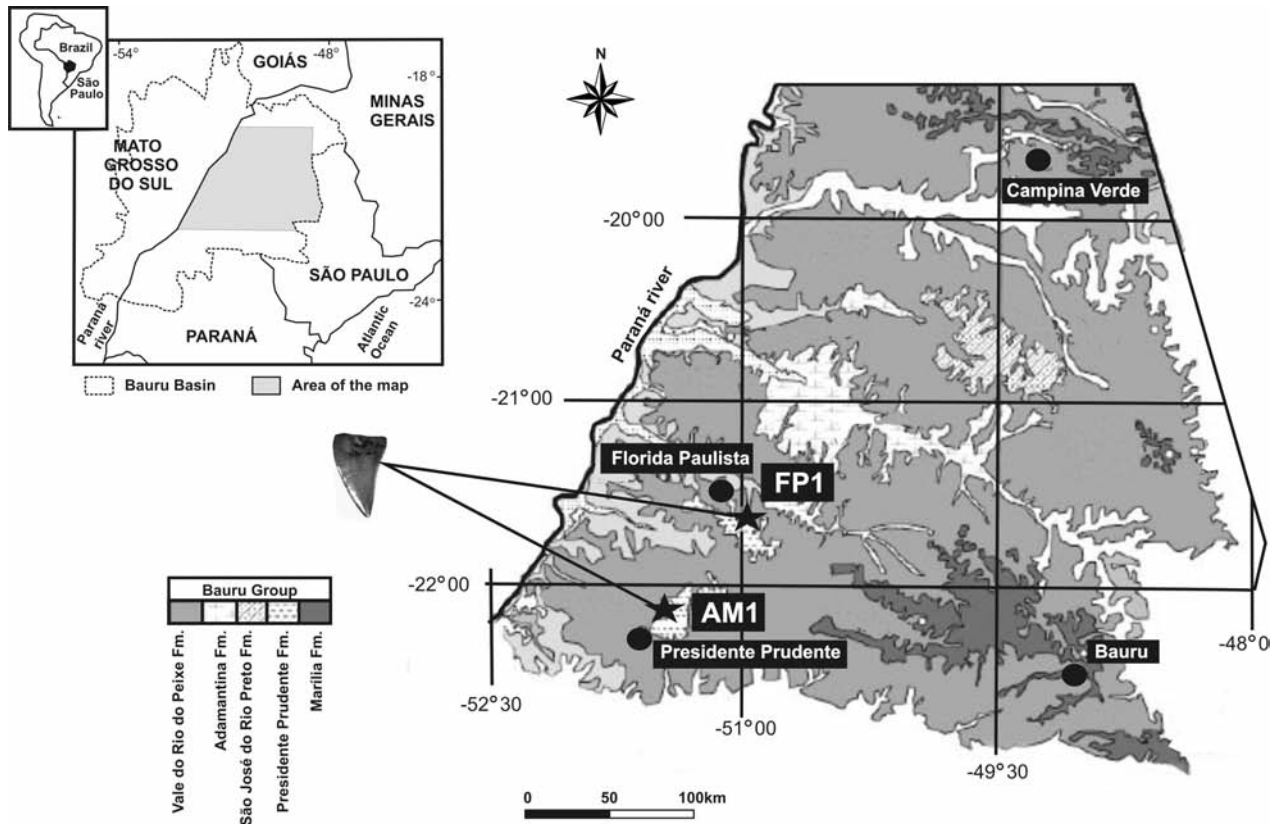 Brazil
São
Paulo
-54°
-48°
-18°
GOIÁS
MINAS
GERAIS
MATO
GROSSO
DO SUL
SÃO PAULO
-24°
Paraná
river
PARANÁ
Atlantic
Ocean
Bauru Basin
Area of the map
N
Campina Verde
-20°00
Paraná river
-21°00
Florida Paulista
FP1
-22°00
AM1
Presidente Prudente
Bauru
-48°0
-52°30
-51°00
-49°30
Bauru Group
Vale do Rio do Peixe Fm.
Adamantina Fm.
São José do Rio Preto Fm.
Presidente Prudente Fm.
Marília Fm.
0 50 100km